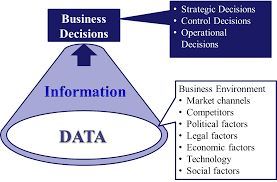 Business
Decisions
• Strategic Decisions
• Control Decisions
• Operational
Decisions
Information
DATA
Business Environment
• Market channels
• Competitors
• Political factors
• Legal factors
• Economic factors
• Technology
• Social factors